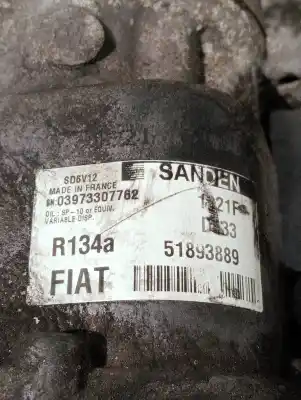 SD6V12
MADE IN FRANCE
SN:03973307762
OIL: SP-10 or EQUIV.
VARIABLE DISP.
R134a
FIAT
SANDEN
51893889